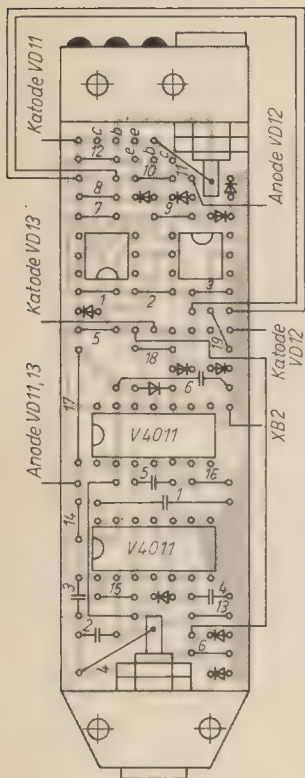 Katode VD11
c b e
12
e b c
10
11
Anode VD12
8
7
9
Katode VD13
1
2
3
5
18
19
Katode
VD12
6
17
XB2
Anode VD11,13
V4011
5
16
1
14
V4011
3
15
4
13
2
6
4